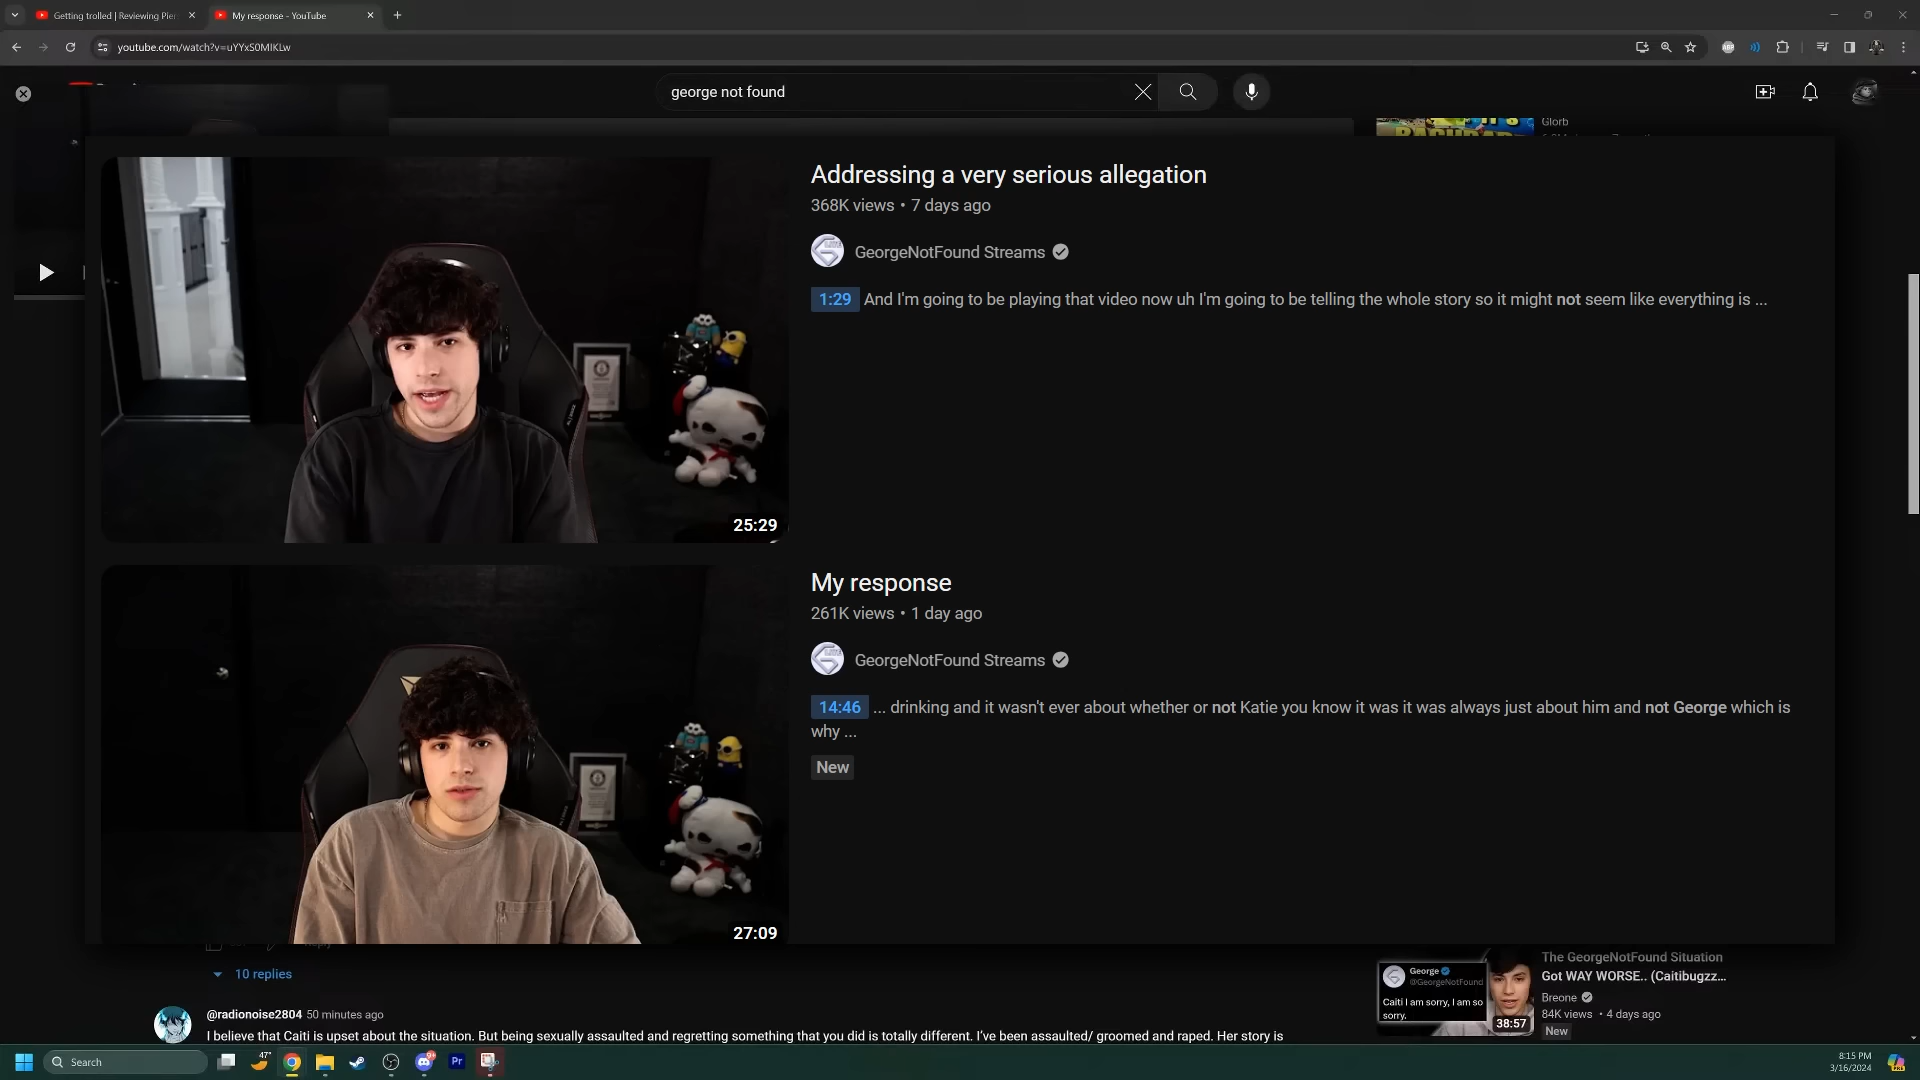 Getting trolled | Reviewing Pier
My response - YouTube
youtube.com/watch?v=uYYxS0MlKLw
george not found
Glorb
Addressing a very serious allegation
368K views • 7 days ago
GeorgeNotFound Streams
1:29 And I'm going to be playing that video now uh I'm going to be telling the whole story so it might not seem like everything is ...
25:29
My response
261K views • 1 day ago
GeorgeNotFound Streams
14:46 ... drinking and it wasn't ever about whether or not Katie you know it was it was always just about him and not George which is
why ...
New
27:09
10 replies
@radionoise2804 50 minutes ago
I believe that Caiti is upset about the situation. But being sexually assaulted and regretting something that you did is totally different. I've been assaulted/ groomed and raped. Her story is
George
@GeorgeNotFound
Caiti I am sorry, I am so
sorry.
38:57
The GeorgeNotFound Situation
Got WAY WORSE.. (Caitibugzz...
Breone
84K views • 4 days ago
New
Search
47°
Pr
8:15 PM
3/16/2024